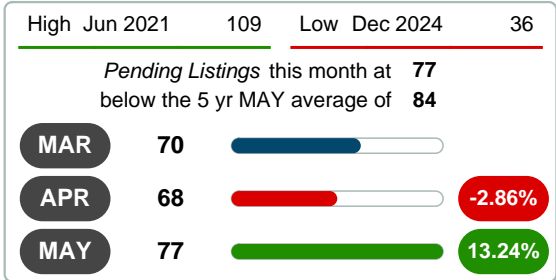 High Jun 2021 109 Low Dec 2024 36
Pending Listings this month at 77
below the 5 yr MAY average of 84
MAR 70
APR 68 -2.86%
MAY 77 13.24%